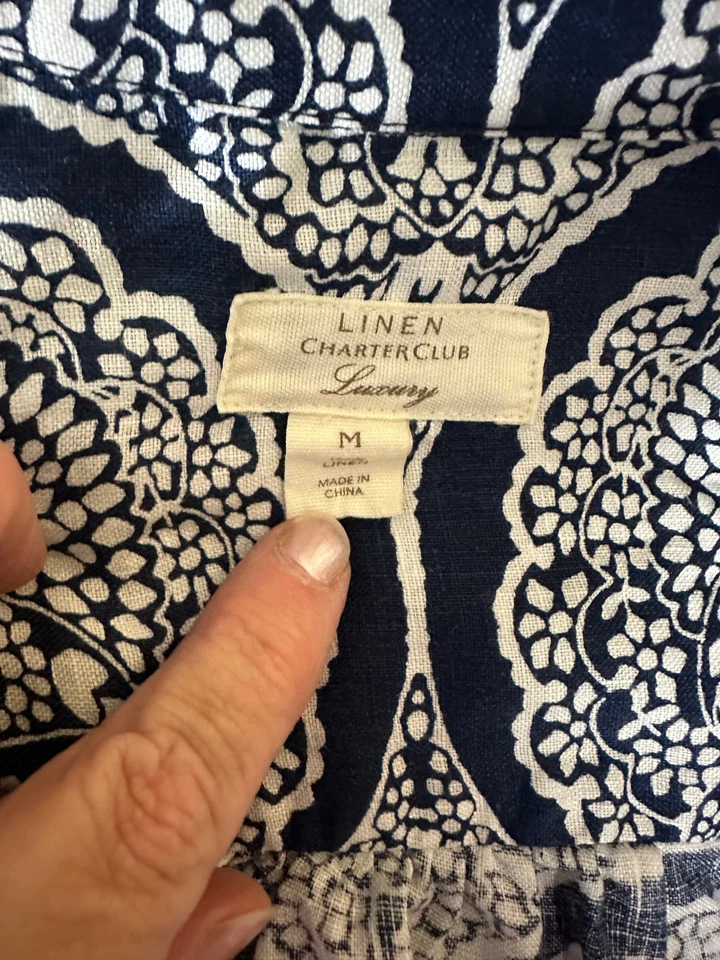 LINEN
CHARTER CLUB
Luxury
M
LINEN
MADE IN
CHINA